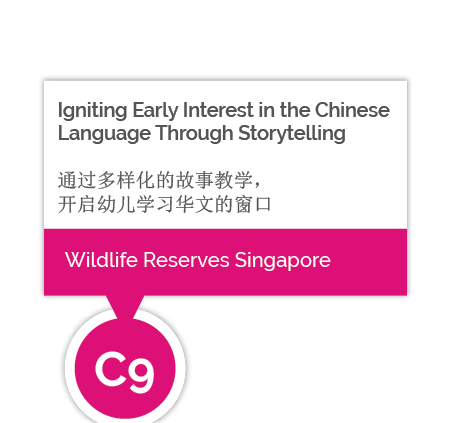 Igniting Early Interest in the Chinese
Language Through Storytelling
通过多样化的故事教学，
开启幼儿学习华文的窗口
Wildlife Reserves Singapore
C9